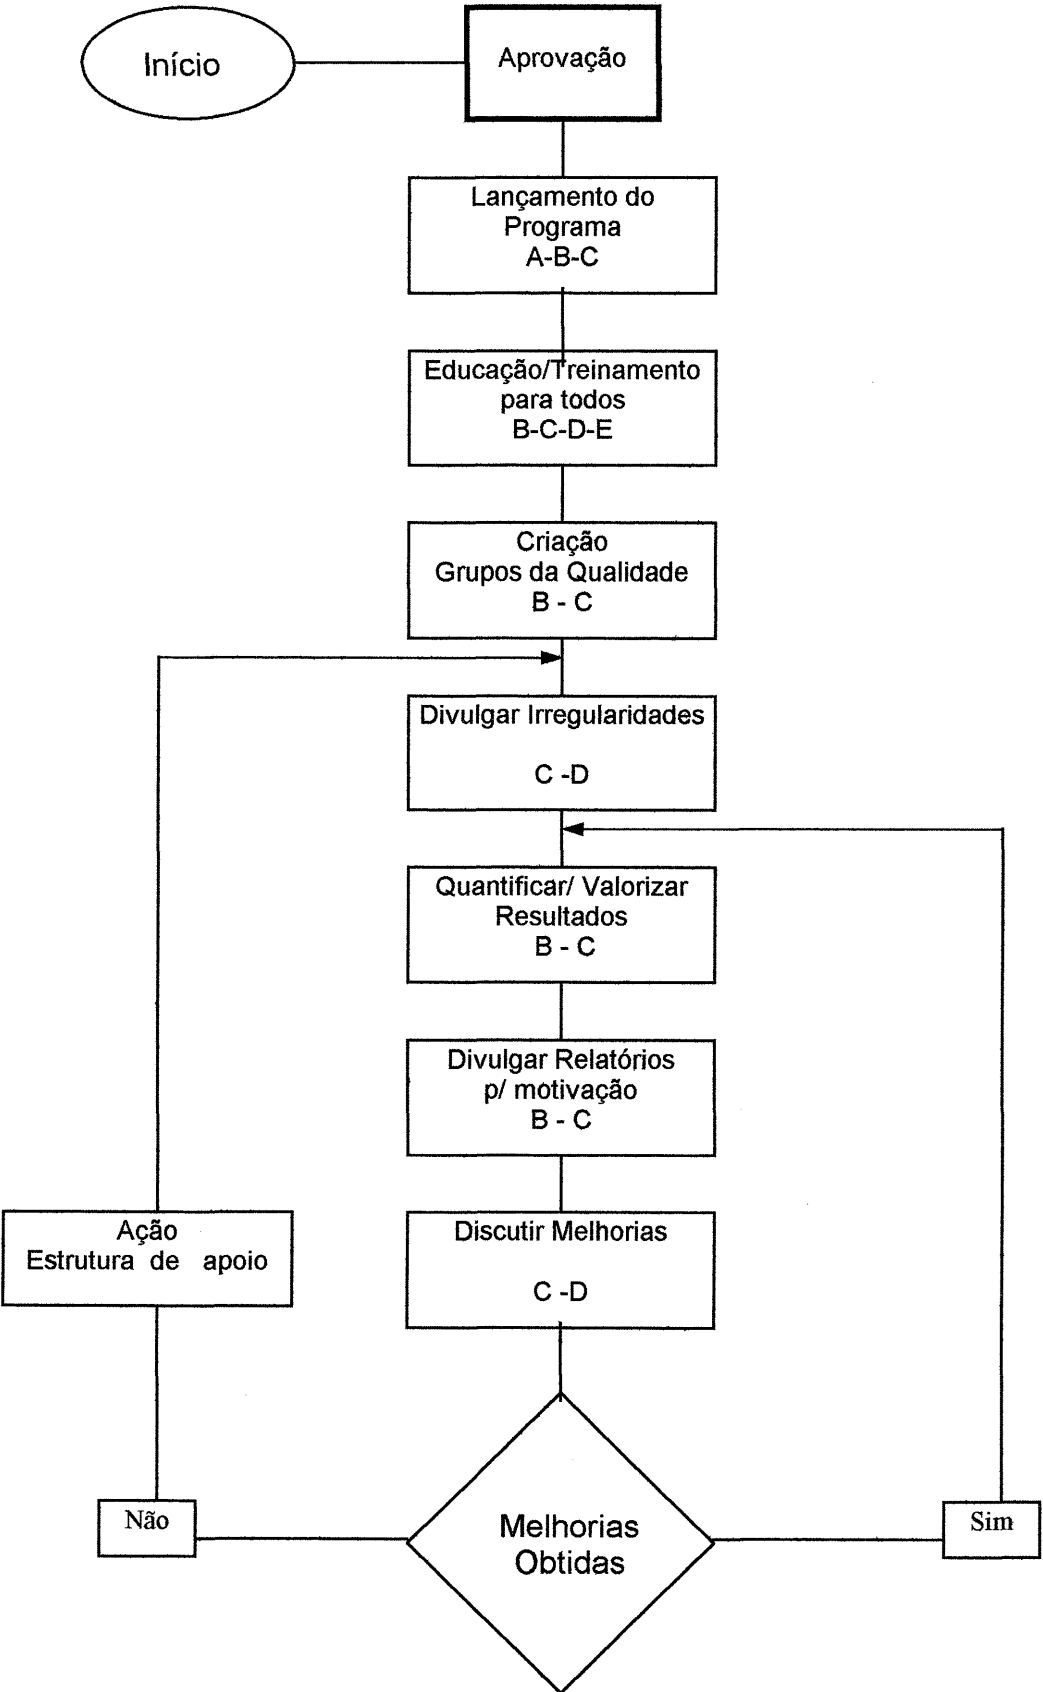 Início
Aprovação
Lançamento do
Programa
A-B-C
Educação/Treinamento
para todos
B-C-D-E
Criação
Grupos da Qualidade
B - C
Divulgar Irregularidades
C -D
Quantificar/ Valorizar
Resultados
B - C
Divulgar Relatórios
p/ motivação
B - C
Ação
Estrutura de apoio
Discutir Melhorias
C -D
Não
Melhorias
Obtidas
Sim